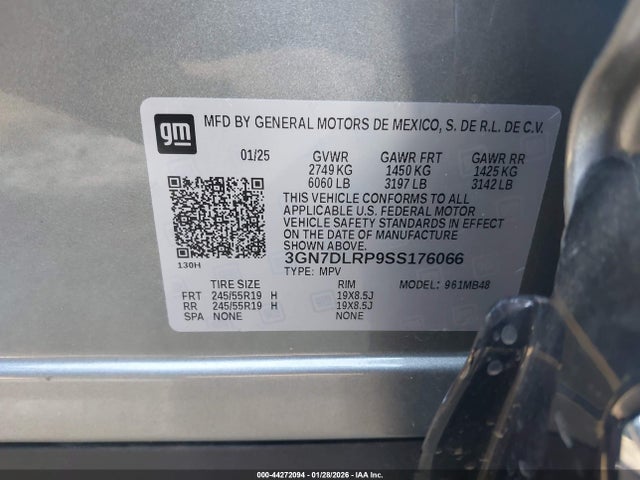 gm
MFD BY GENERAL MOTORS DE MEXICO, S. DE R.L. DE C.V.
01/25 GVWR GAWR FRT GAWR RR
2749 KG 1450 KG 1425 KG
6060 LB 3197 LB 3142 LB
THIS VEHICLE CONFORMS TO ALL
APPLICABLE U.S. FEDERAL MOTOR
VEHICLE SAFETY STANDARDS IN EFFECT
ON THE DATE OF MANUFACTURE
SHOWN ABOVE.
3GN7DLRP9SS176066
130H
TYPE: MPV MODEL: 961MB48
TIRE SIZE RIM
FRT 245/55R19 H 19X8.5J
RR 245/55R19 H 19X8.5J
SPA NONE NONE
000-44272094 | 01/28/2026 | IAA Inc.